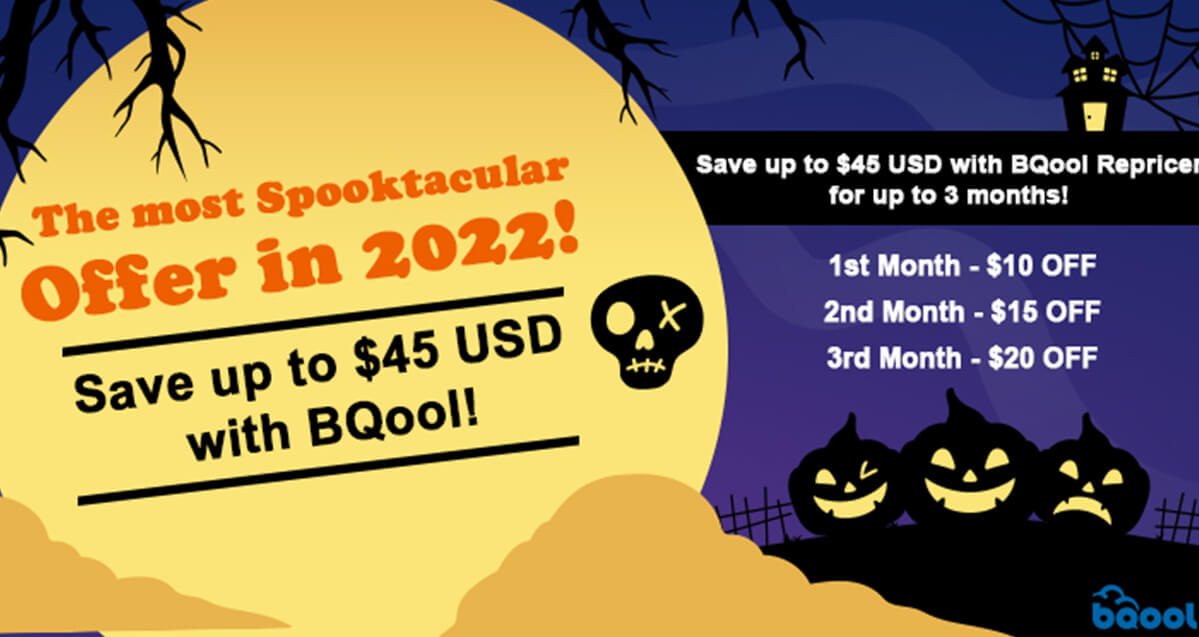 The most Spooktacular
Offer in 2022!
Save up to $45 USD
with BQool!
Save up to $45 USD with BQool Repricer
for up to 3 months!
1st Month - $10 OFF
2nd Month - $15 OFF
3rd Month - $20 OFF
bqool